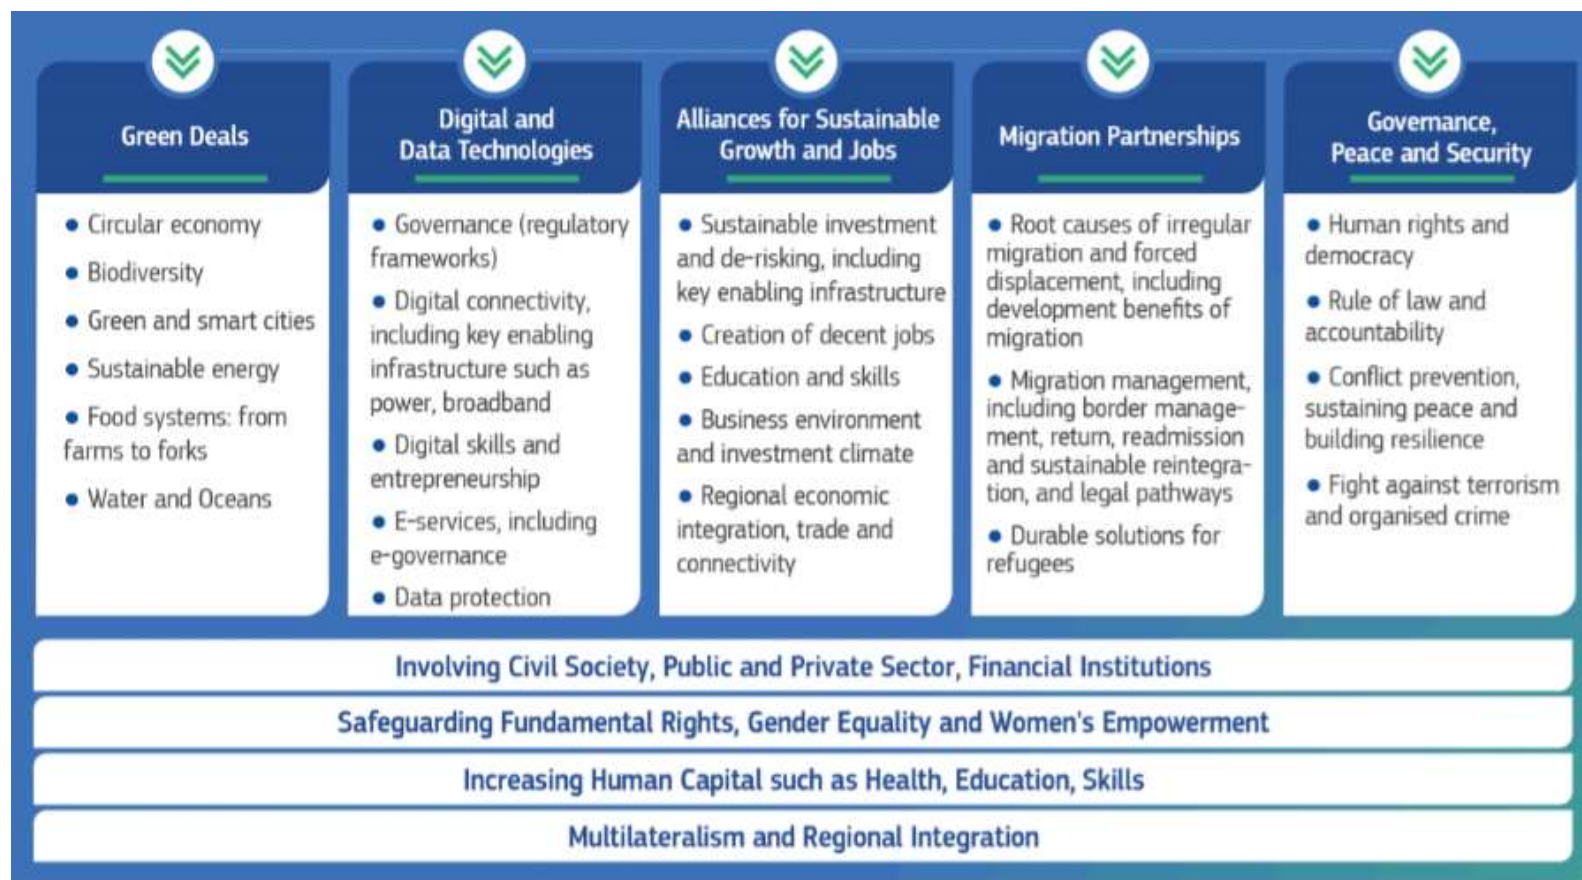 Green Deals
• Circular economy
• Biodiversity
• Green and smart cities
• Sustainable energy
• Food systems: from
farms to forks
• Water and Oceans
Digital and
Data Technologies
• Governance (regulatory
frameworks)
• Digital connectivity,
including key enabling
infrastructure such as
power, broadband
• Digital skills and
entrepreneurship
• E-services, including
e-governance
• Data protection
Alliances for Sustainable
Growth and Jobs
• Sustainable investment
and de-risking, including
key enabling infrastructure
• Creation of decent jobs
• Education and skills
• Business environment
and investment climate
• Regional economic
integration, trade and
connectivity
Migration Partnerships
• Root causes of irregular
migration and forced
displacement, including
development benefits of
migration
• Migration management,
including border manage-
ment, return, readmission
and sustainable reintegra-
tion, and legal pathways
• Durable solutions for
refugees
Governance,
Peace and Security
• Human rights and
democracy
• Rule of law and
accountability
• Conflict prevention,
sustaining peace and
building resilience
• Fight against terrorism
and organised crime
Involving Civil Society, Public and Private Sector, Financial Institutions
Safeguarding Fundamental Rights, Gender Equality and Women's Empowerment
Increasing Human Capital such as Health, Education, Skills
Multilateralism and Regional Integration